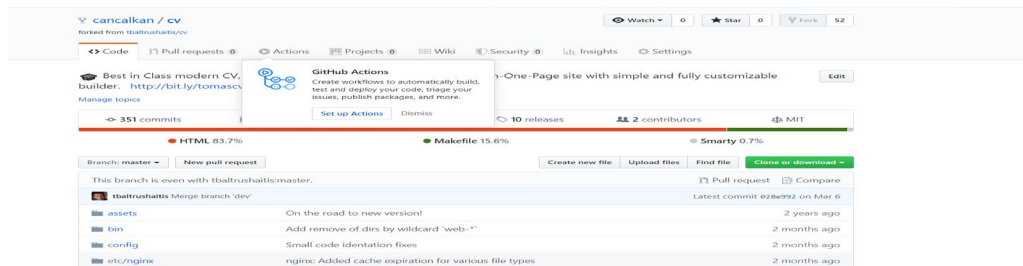 cancalkan / cv
Watch 0 Star 0 Fork 52
forked from tbaltrushaitis/cv
Code Pull requests 0 Actions Projects 0 Wiki Security 0 Insights Settings
GitHub Actions
Create workflows to automatically build,
test and deploy your code, triage your
issues, publish packages, and more.
Set up Actions Dismiss
Best in Class modern CV, n-One-Page site with simple and fully customizable
Edit
builder. http://bit.ly/tomascv
Manage topics
351 commits 10 releases 2 contributors MIT
HTML 83.7% Makefile 15.6% Smarty 0.7%
Branch: master New pull request Create new file Upload files Find file Clone or download
This branch is even with tbaltrushaitis:master. Pull request Compare
tbaltrushaitis Merge branch 'dev' Latest commit 028e992 on Mar 6
assets On the road to new version! 2 years ago
bin Add remove of dirs by wildcard `web-*` 2 months ago
config Small code identation fixes 2 months ago
etc/nginx nginx: Added cache expiration for various file types 2 months ago